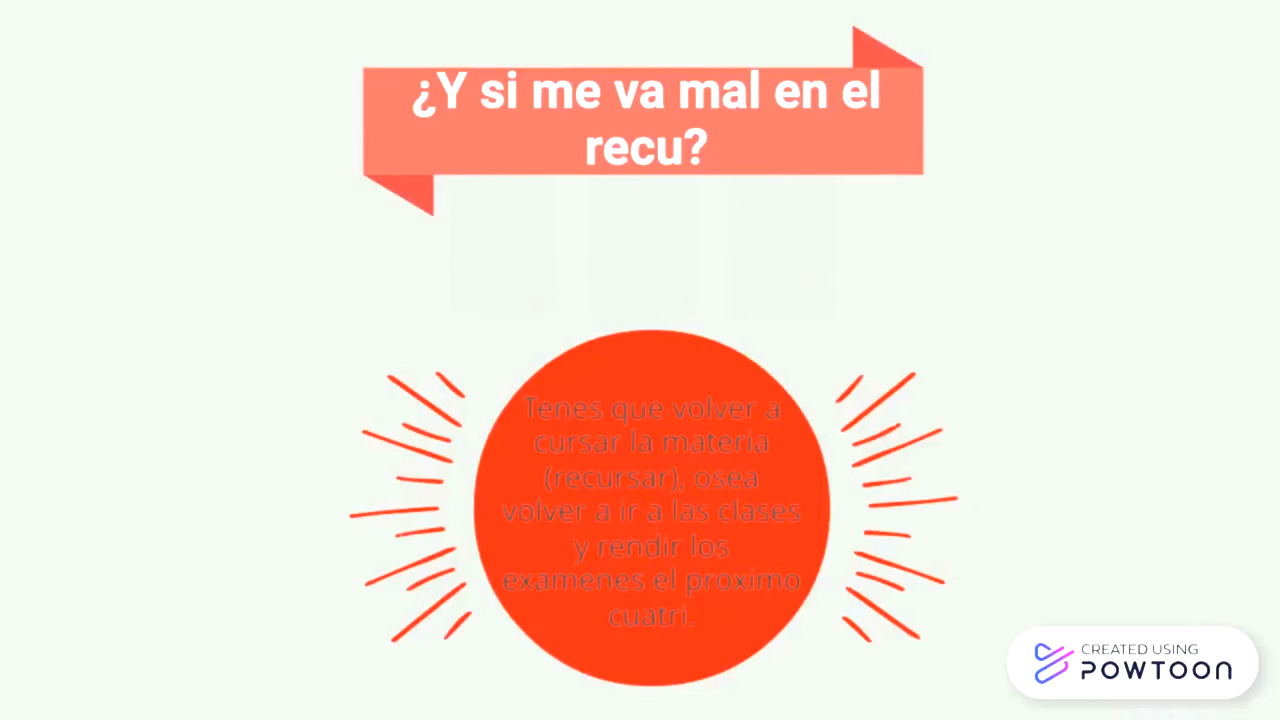 ¿Y si me va mal en el
recu?
Tenes que volver a
cursar la materia
(recursar), osea
volver a ir a las clases
y rendir los
examenes el proximo
cuatri.
CREATED USING
POWTOON